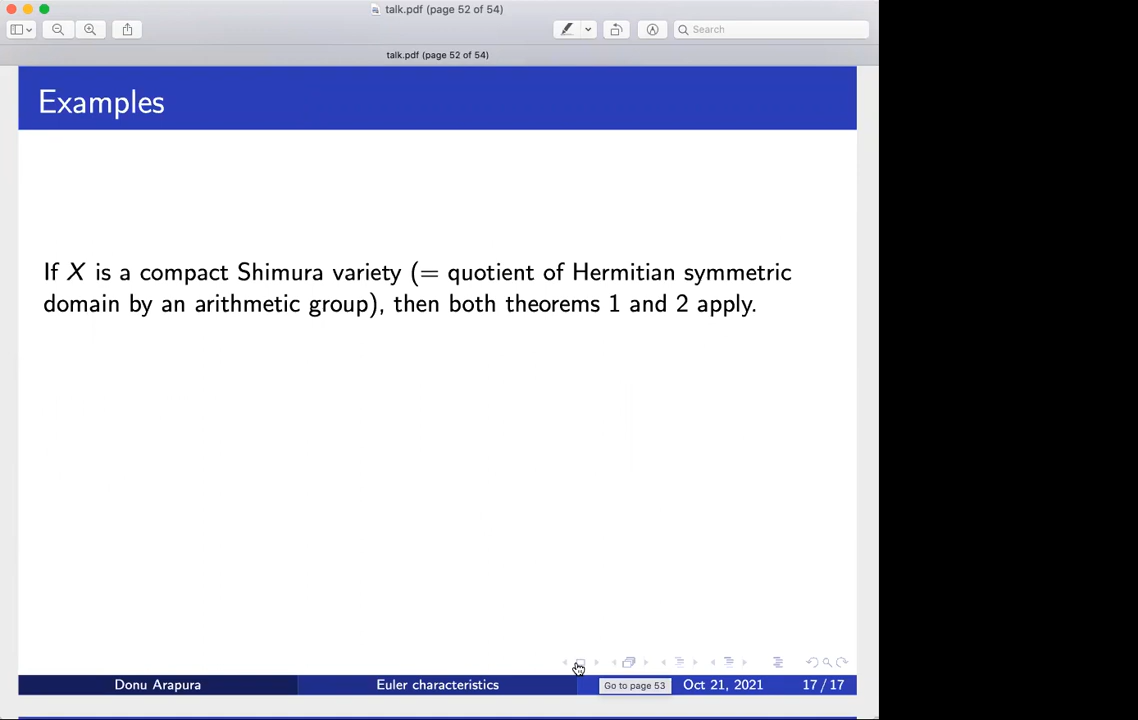 talk.pdf (page 52 of 54)
Search
talk.pdf (page 52 of 54)
Examples
If X is a compact Shimura variety (= quotient of Hermitian symmetric
domain by an arithmetic group), then both theorems 1 and 2 apply.
Donu Arapura Euler characteristics Go to page 53 Oct 21, 2021 17 / 17